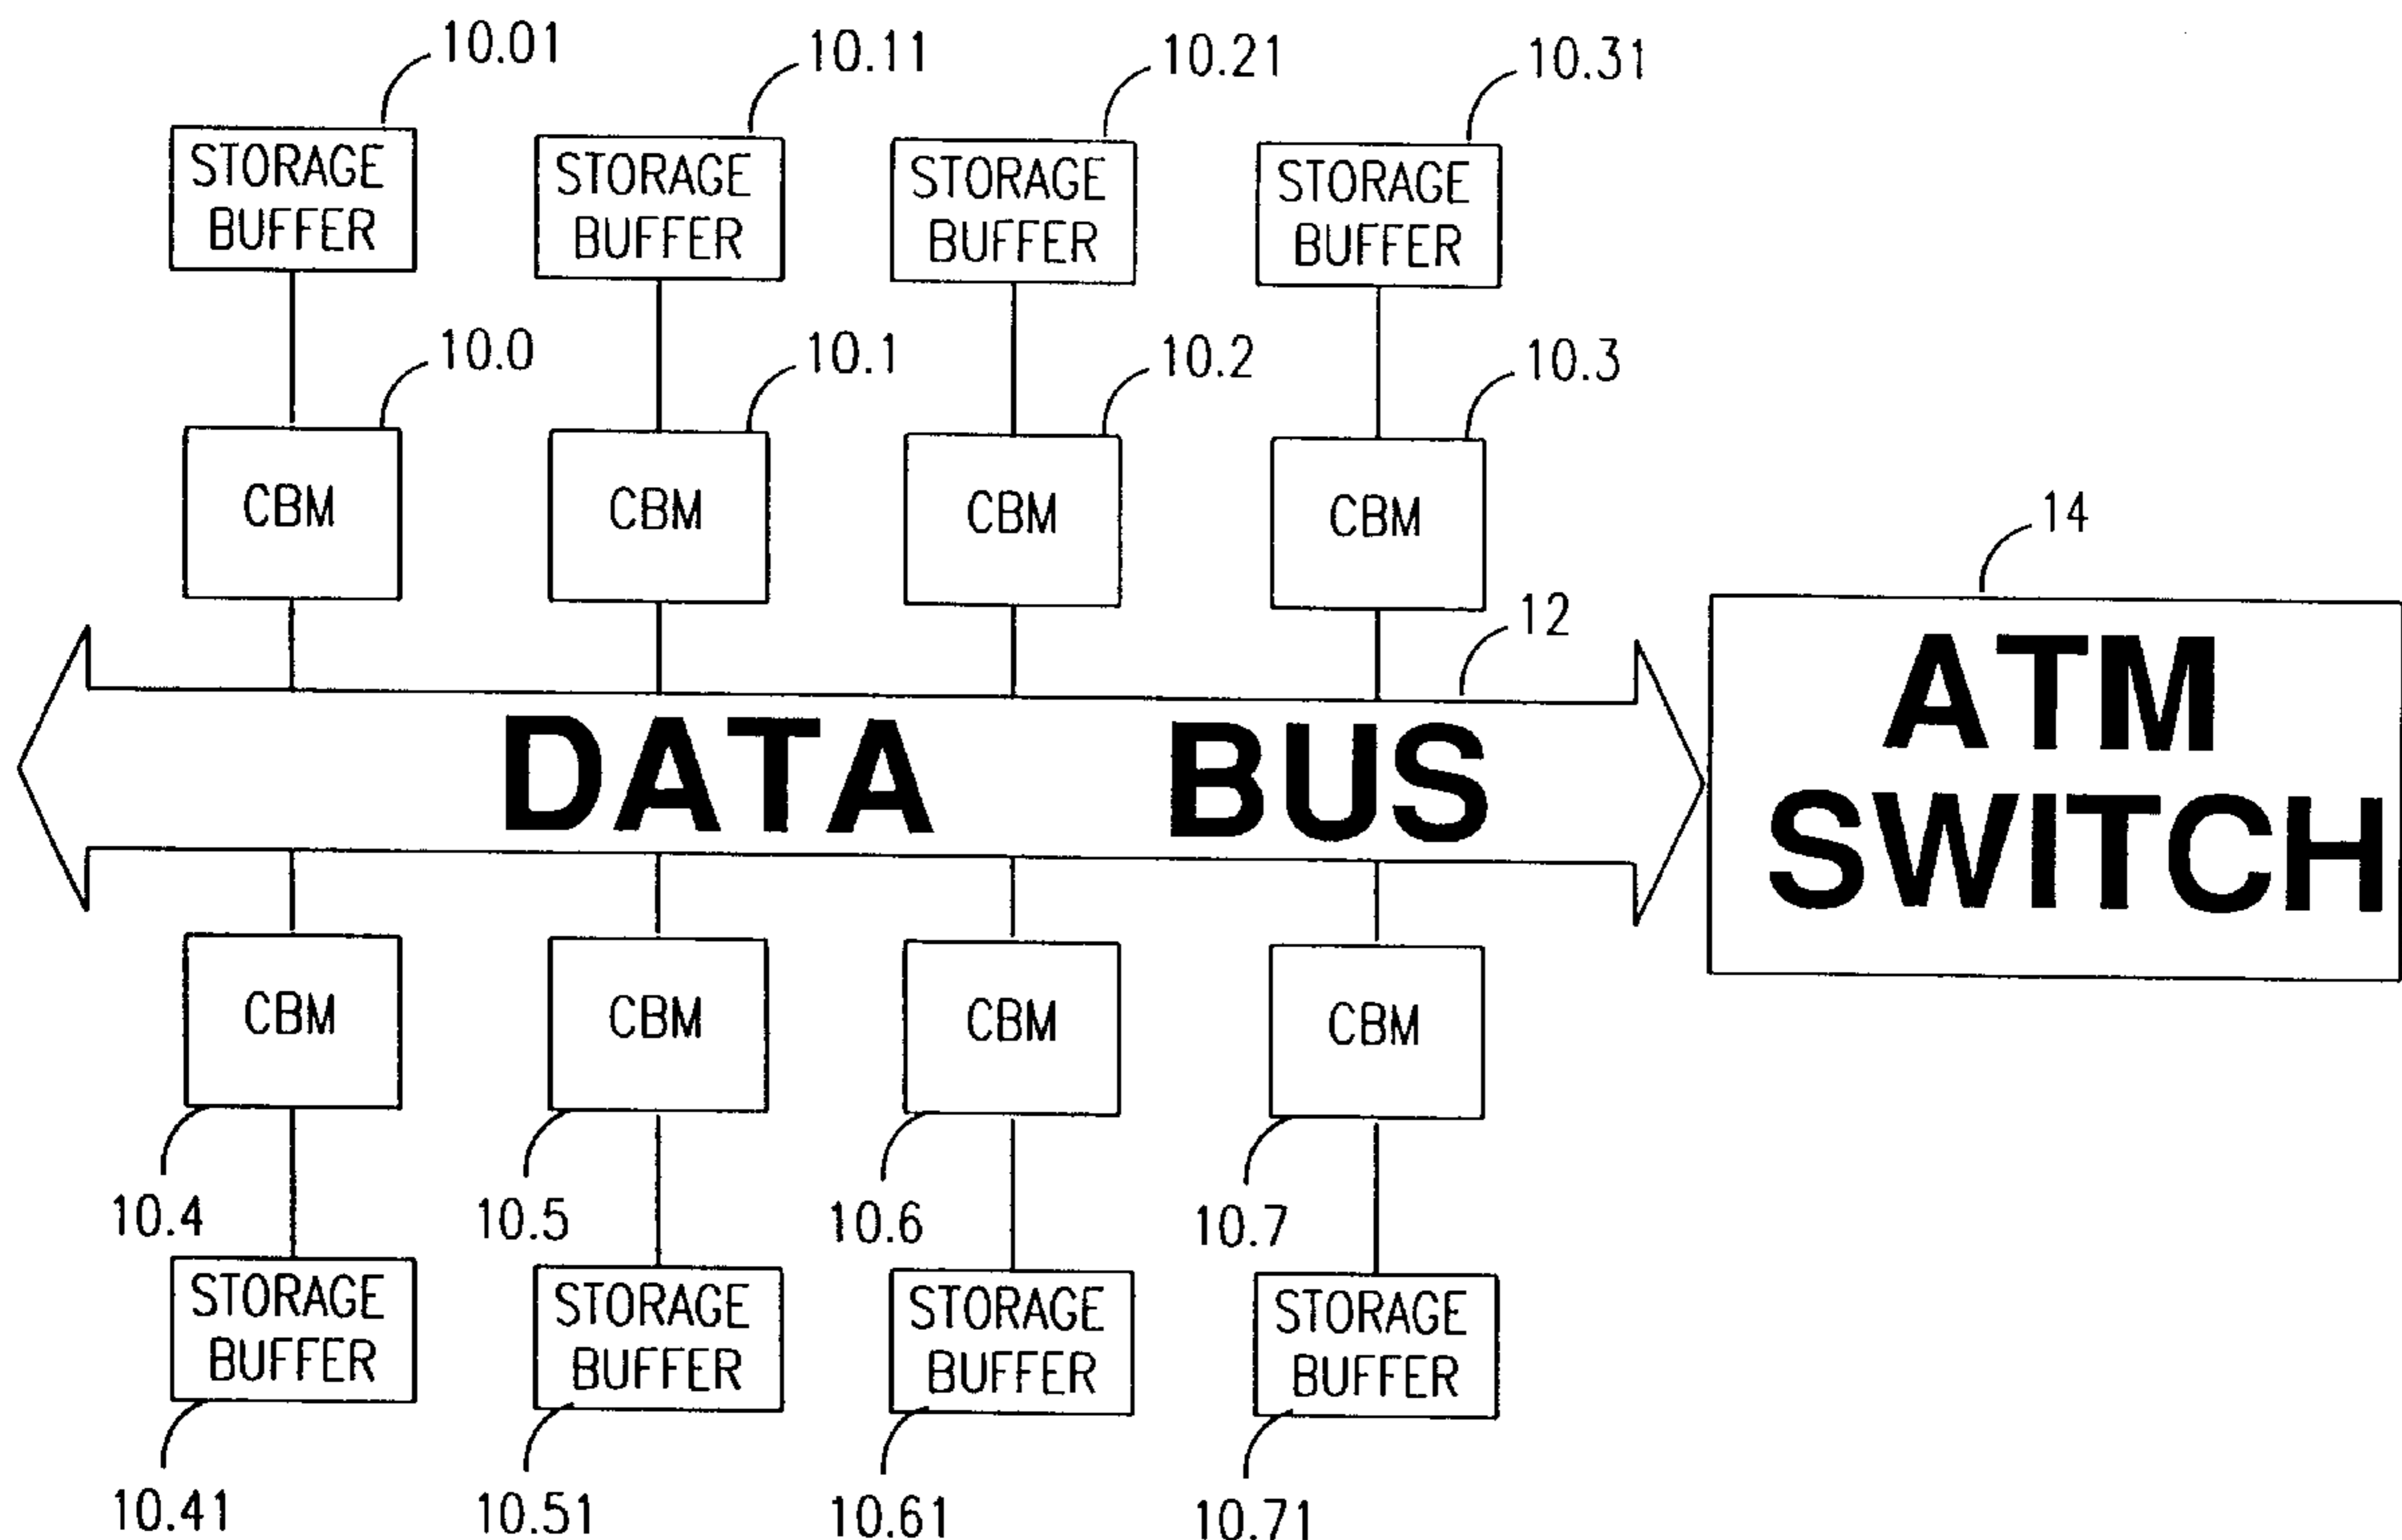 10.01
10.11
10.21
10.31
STORAGE
BUFFER
STORAGE
BUFFER
STORAGE
BUFFER
STORAGE
BUFFER
10.0
10.1
10.2
10.3
CBM
CBM
CBM
CBM
14
12
DATA BUS
ATM
SWITCH
CBM
CBM
CBM
CBM
10.4
10.5
10.6
10.7
STORAGE
BUFFER
STORAGE
BUFFER
STORAGE
BUFFER
STORAGE
BUFFER
10.41
10.51
10.61
10.71